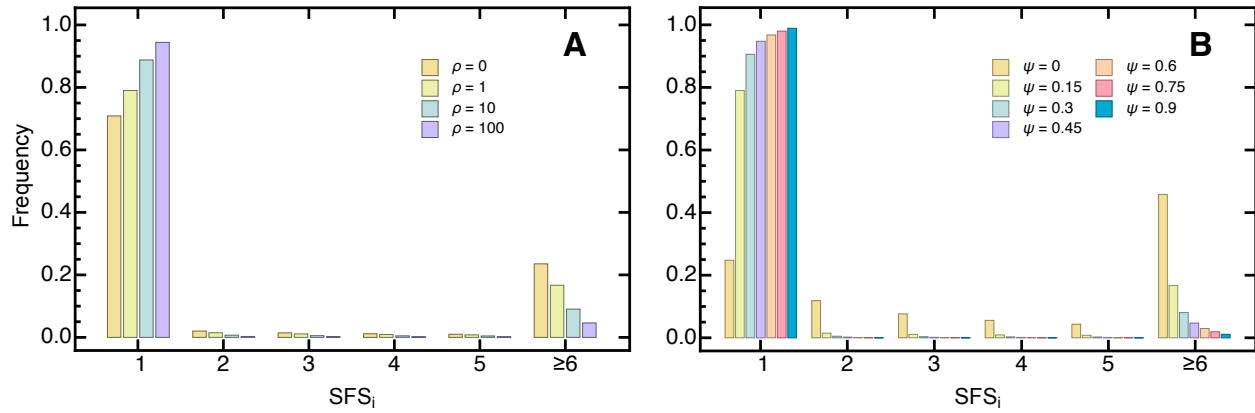 A
B
1.0
0.8
0.6
0.4
0.2
0.0
Frequency
ρ = 0
ρ = 1
ρ = 10
ρ = 100
1 2 3 4 5 ≥6
SFSi
1.0
0.8
0.6
0.4
0.2
0.0
ψ = 0
ψ = 0.15
ψ = 0.3
ψ = 0.45
ψ = 0.6
ψ = 0.75
ψ = 0.9
1 2 3 4 5 ≥6
SFSi